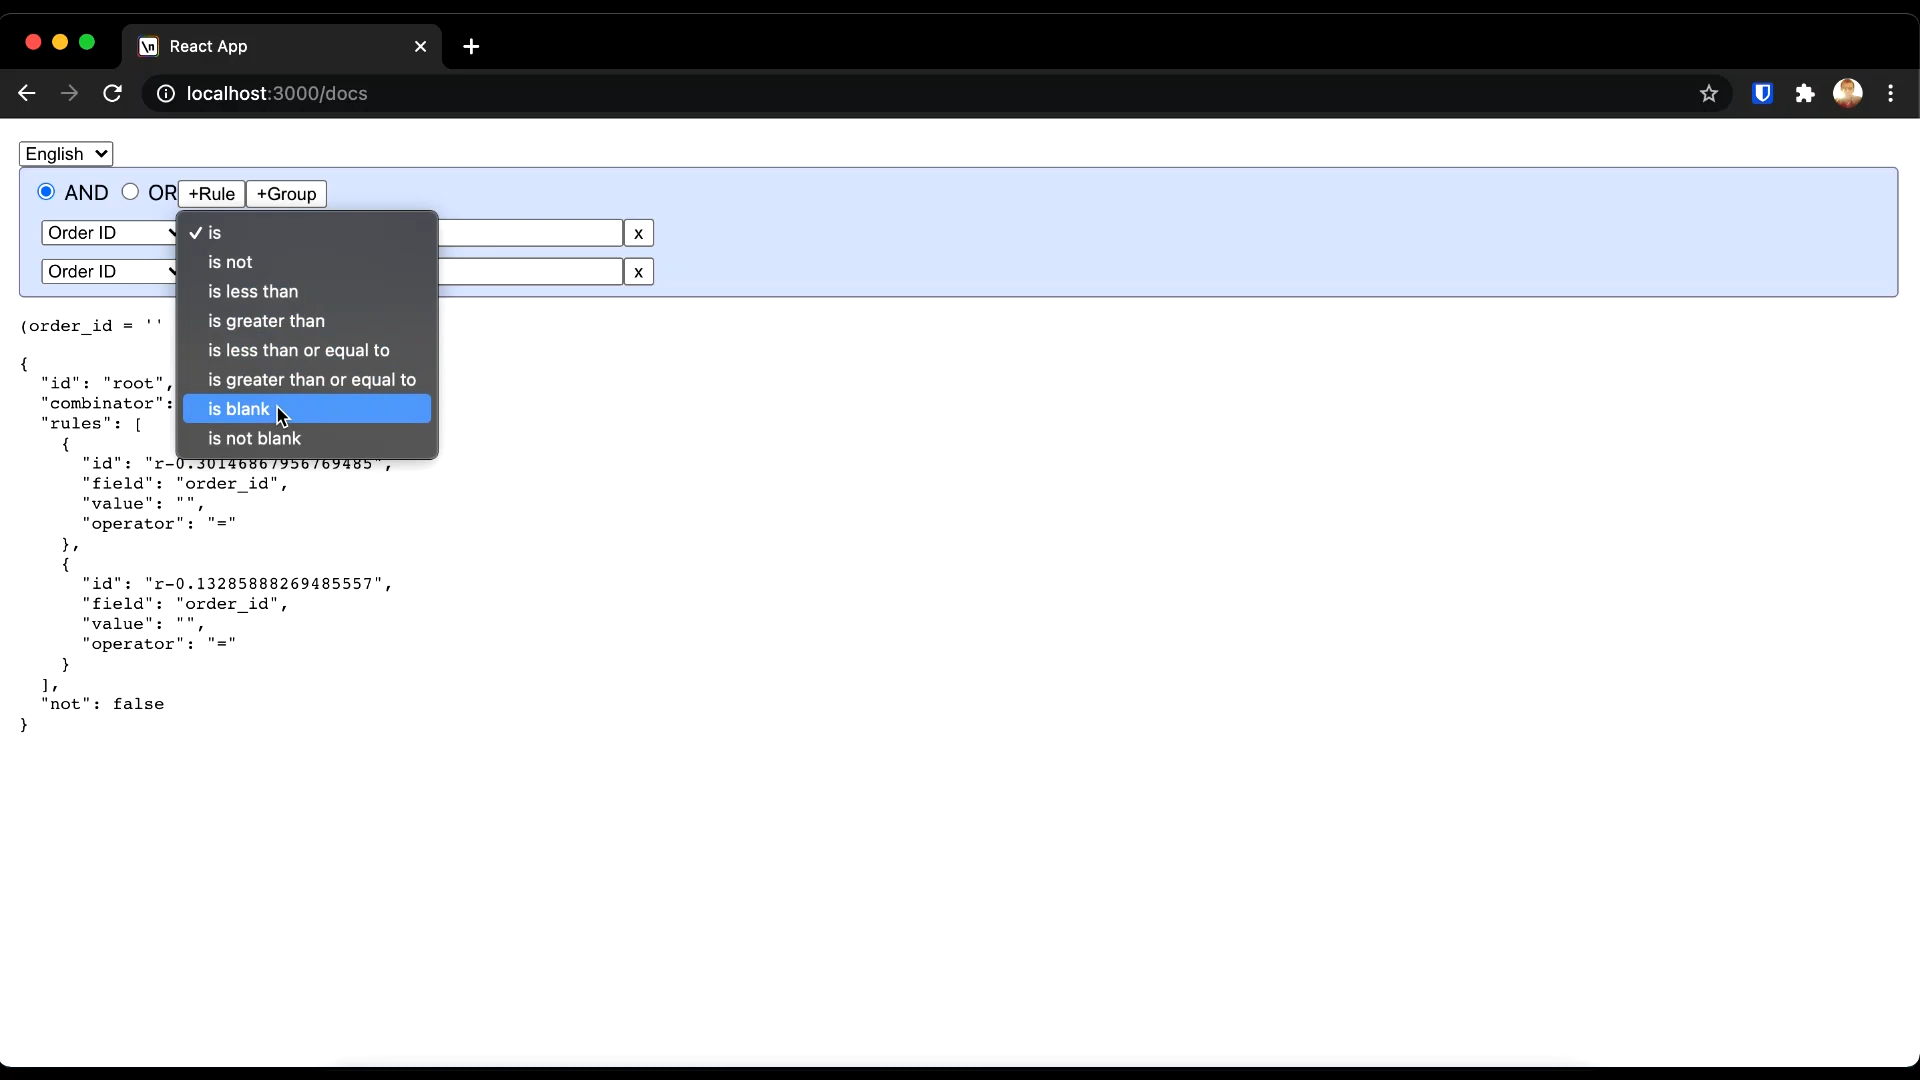 React App
localhost:3000/docs
English
AND OR +Rule +Group
Order ID x
Order ID x
is
is not
is less than
is greater than
is less than or equal to
is greater than or equal to
is blank
is not blank
(order_id = ''
{
"id": "root",
"combinator":
"rules": [
{
"id": "r-0.30146867956769485",
"field": "order_id",
"value": "",
"operator": "="
},
{
"id": "r-0.13285888269485557",
"field": "order_id",
"value": "",
"operator": "="
}
],
"not": false
}